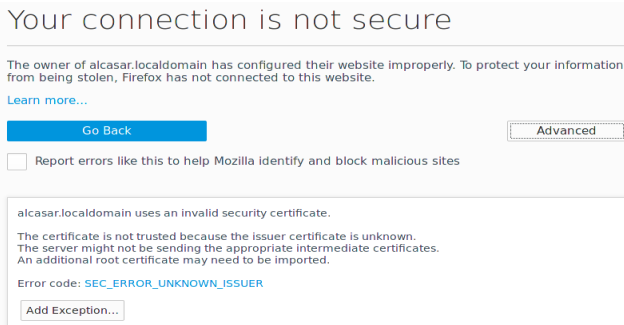 Your connection is not secure
The owner of alcasar.localdomain has configured their website improperly. To protect your information
from being stolen, Firefox has not connected to this website.
Learn more...
Go Back
Advanced
Report errors like this to help Mozilla identify and block malicious sites
alcasar.localdomain uses an invalid security certificate.
The certificate is not trusted because the issuer certificate is unknown.
The server might not be sending the appropriate intermediate certificates.
An additional root certificate may need to be imported.
Error code: SEC_ERROR_UNKNOWN_ISSUER
Add Exception...